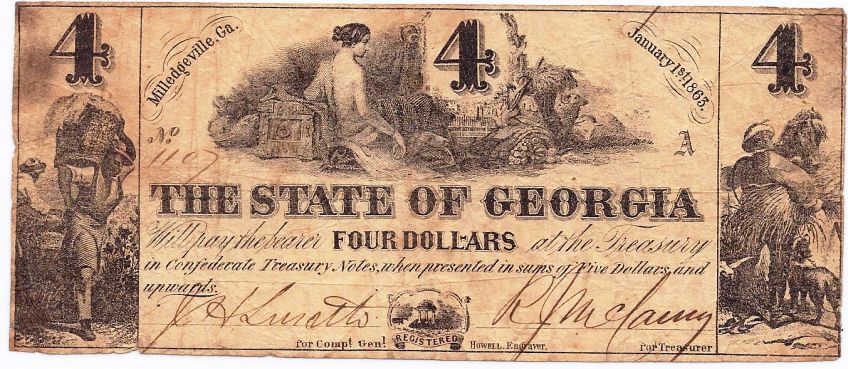 4 4 4
Milledgeville, Ga.
January 1st 1863.
No
A
THE STATE OF GEORGIA
Will pay the bearer FOUR DOLLARS at the Treasury
in Confederate Treasury Notes, when presented in sums of Five Dollars, and
upwards.
REGISTERED
for Compt Genl HOWELL, Engraver. for Treasurer